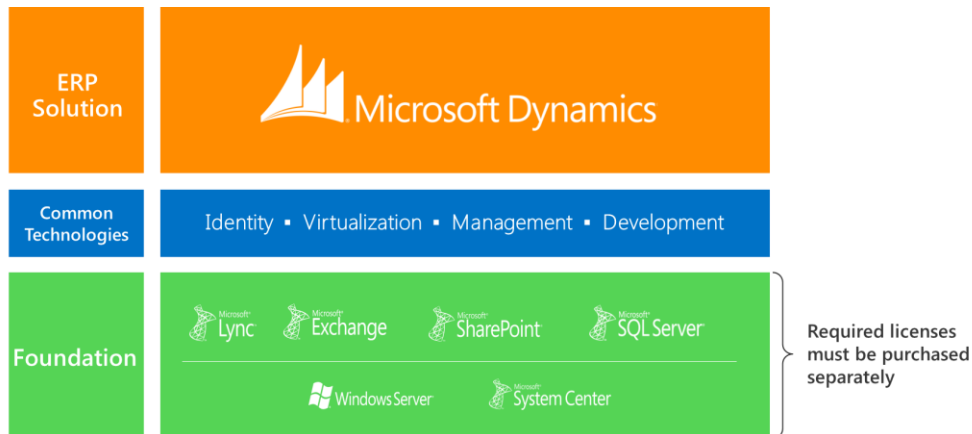 ERP
Solution
Microsoft Dynamics
Common
Technologies
Identity ▪ Virtualization ▪ Management ▪ Development
Foundation
Microsoft
Lync
Microsoft
Exchange
Microsoft
SharePoint
Microsoft
SQL Server
Windows Server
Microsoft
System Center
Required licenses
must be purchased
separately